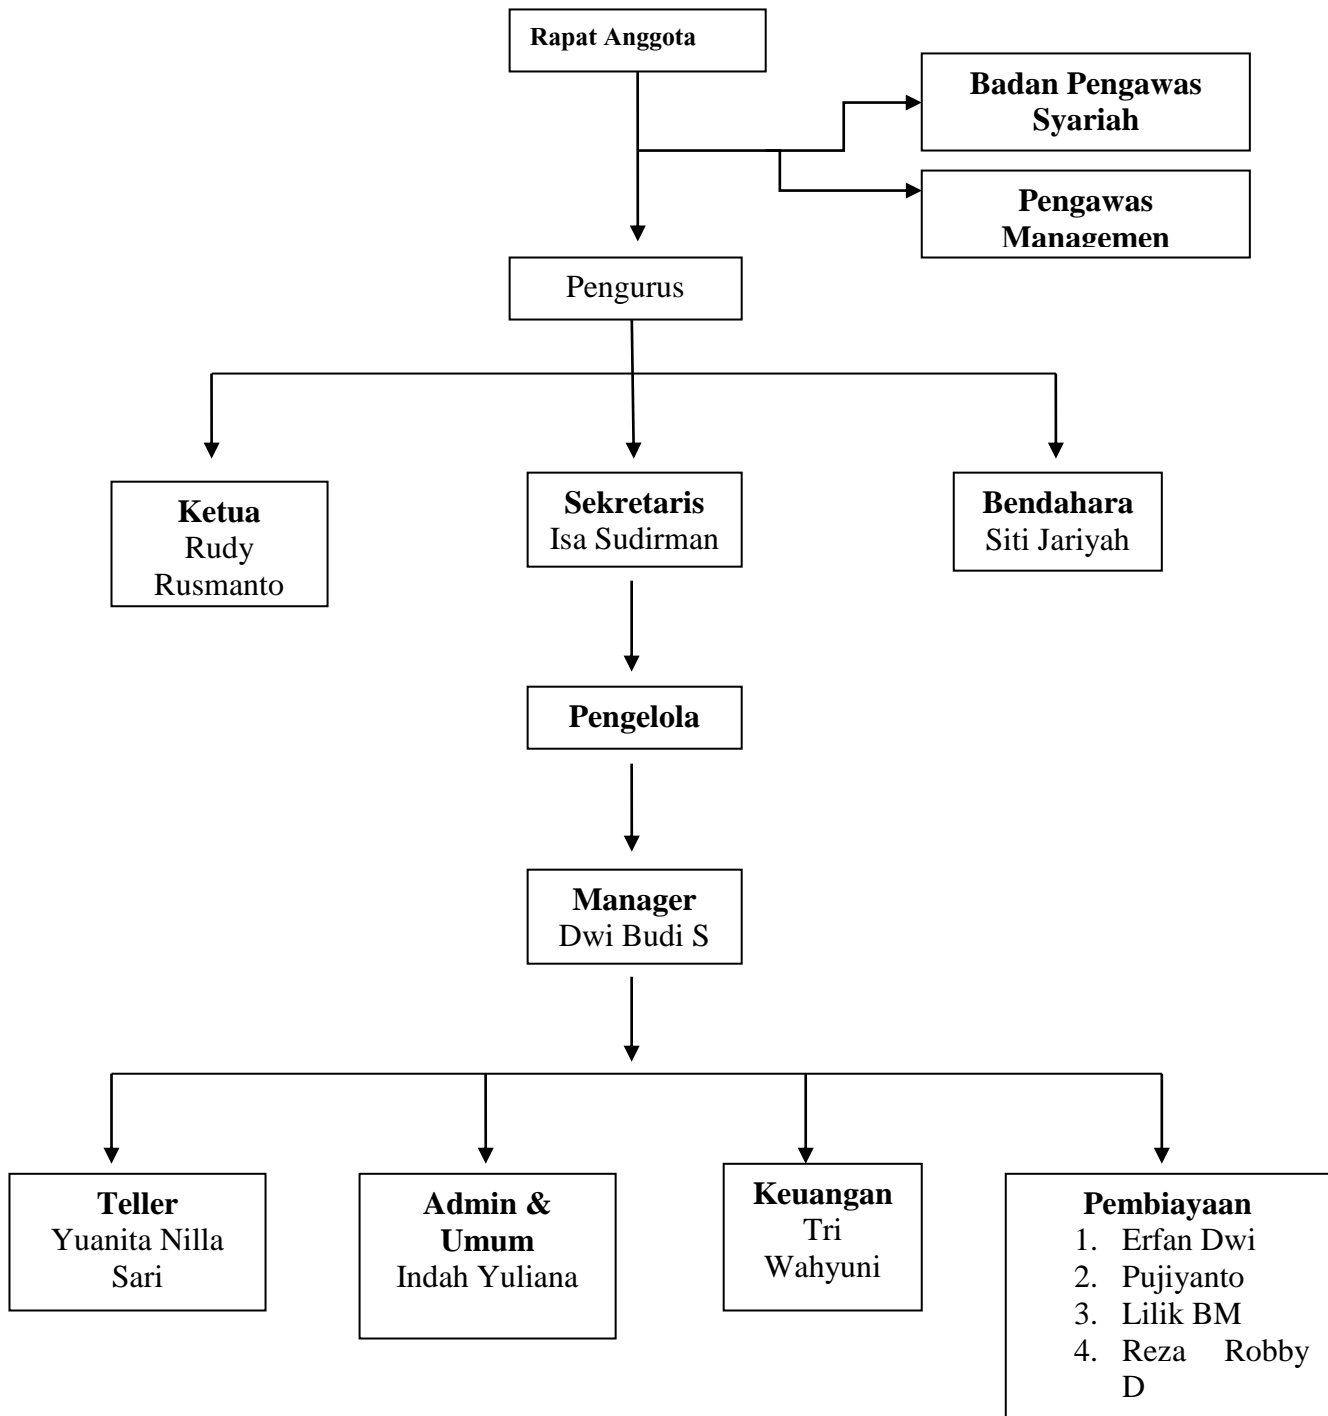 Rapat Anggota
Badan Pengawas
Syariah
Pengawas
Managemen
Pengurus
Ketua
Rudy
Rusmanto
Sekretaris
Isa Sudirman
Bendahara
Siti Jariyah
Pengelola
Manager
Dwi Budi S
Teller
Yuanita Nilla
Sari
Admin &
Umum
Indah Yuliana
Keuangan
Tri
Wahyuni
Pembiayaan
1. Erfan Dwi
2. Pujiyanto
3. Lilik BM
4. Reza Robby
D